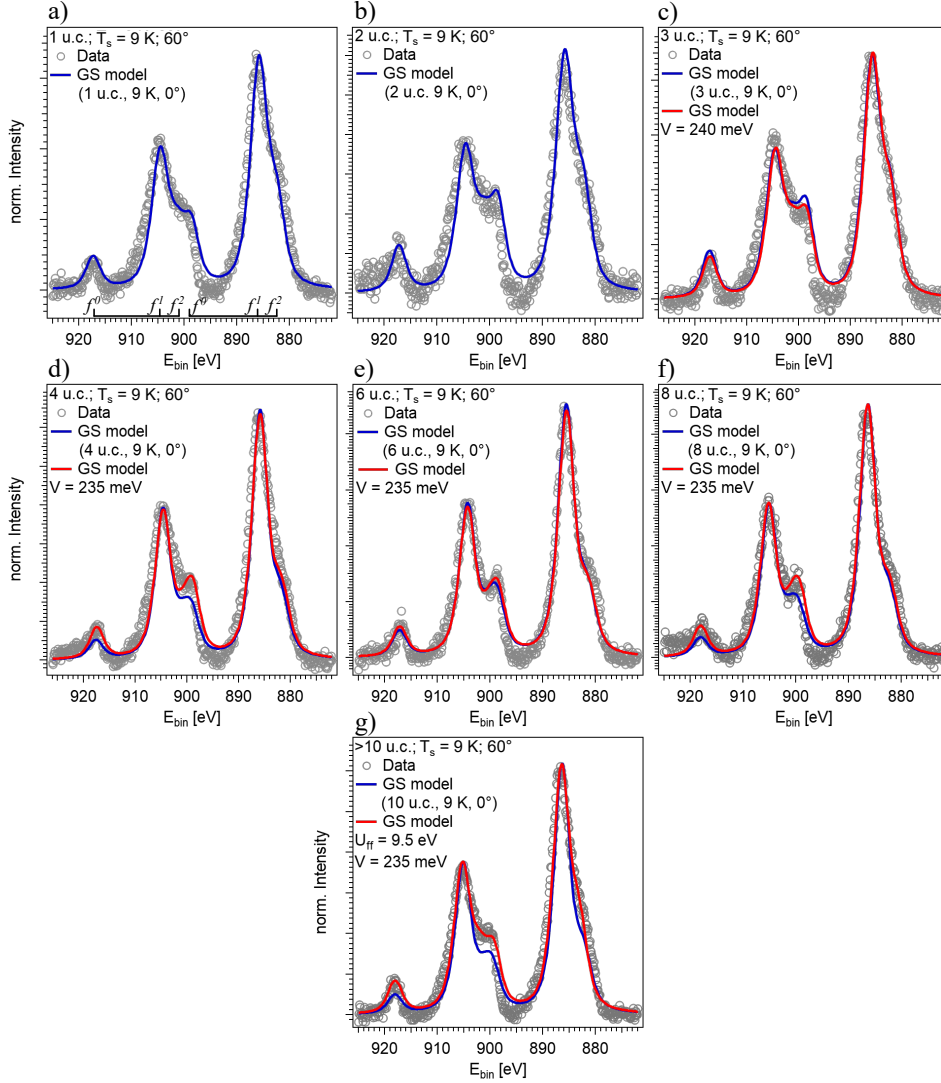 a)
1 u.c.; T_s = 9 K; 60°
Data
GS model
(1 u.c., 9 K, 0°)
norm. Intensity
f^0 f^1 f^2 f^0 f^1 f^2
920 910 900 890 880
E_bin [eV]
b)
2 u.c.; T_s = 9 K; 60°
Data
GS model
(2 u.c. 9 K, 0°)
920 910 900 890 880
E_bin [eV]
c)
3 u.c.; T_s = 9 K; 60°
Data
GS model
(3 u.c., 9 K, 0°)
GS model
V = 240 meV
920 910 900 890 880
E_bin [eV]
d)
4 u.c.; T_s = 9 K; 60°
Data
GS model
(4 u.c., 9 K, 0°)
GS model
V = 235 meV
norm. Intensity
920 910 900 890 880
E_bin [eV]
e)
6 u.c.; T_s = 9 K; 60°
Data
GS model
(6 u.c., 9 K, 0°)
GS model
V = 235 meV
920 910 900 890 880
E_bin [eV]
f)
8 u.c.; T_s = 9 K; 60°
Data
GS model
(8 u.c., 9 K, 0°)
GS model
V = 235 meV
920 910 900 890 880
E_bin [eV]
g)
>10 u.c.; T_s = 9 K; 60°
Data
GS model
(10 u.c., 9 K, 0°)
GS model
U_ff = 9.5 eV
V = 235 meV
norm. Intensity
920 910 900 890 880
E_bin [eV]